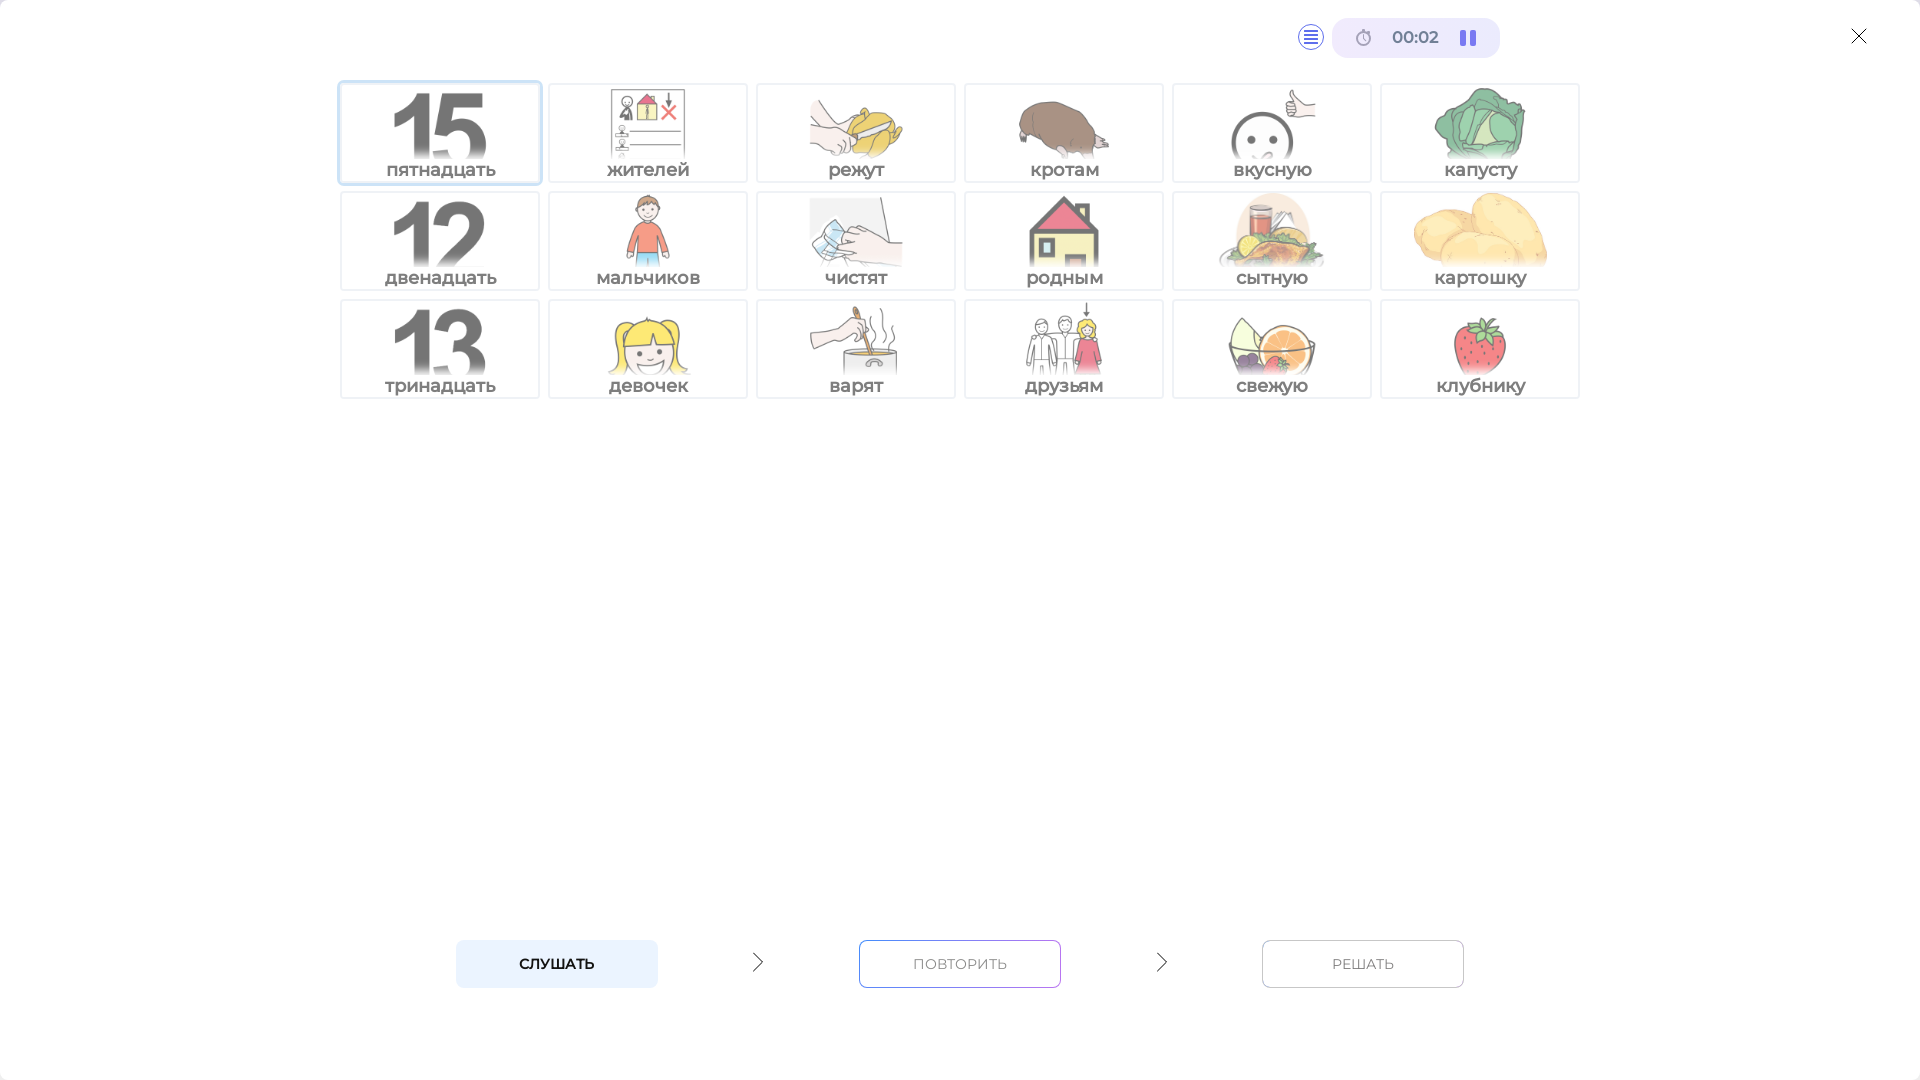 00:02
15 пятнадцать
жителей
режут
кротам
вкусную
капусту
12 двенадцать
мальчиков
чистят
родным
сытную
картошку
13 тринадцать
девочек
варят
друзьям
свежую
клубнику
СЛУШАТЬ
ПОВТОРИТЬ
РЕШАТЬ